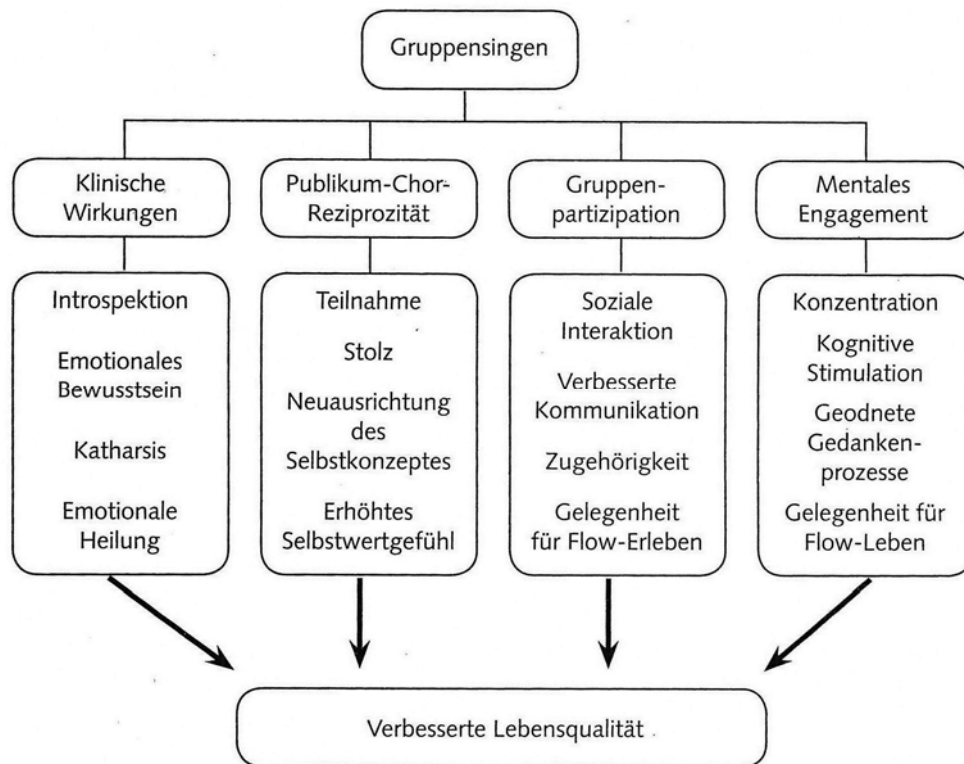 Gruppensingen
Klinische
Wirkungen
Publikum-Chor-
Reziprozität
Gruppen-
partizipation
Mentales
Engagement
Introspektion
Emotionales
Bewusstsein
Katharsis
Emotionale
Heilung
Teilnahme
Stolz
Neuausrichtung
des
Selbstkonzeptes
Erhöhtes
Selbstwertgefühl
Soziale
Interaktion
Verbesserte
Kommunikation
Zugehörigkeit
Gelegenheit
für Flow-Erleben
Konzentration
Kognitive
Stimulation
Geodnete
Gedanken-
prozesse
Gelegenheit für
Flow-Leben
Verbesserte Lebensqualität